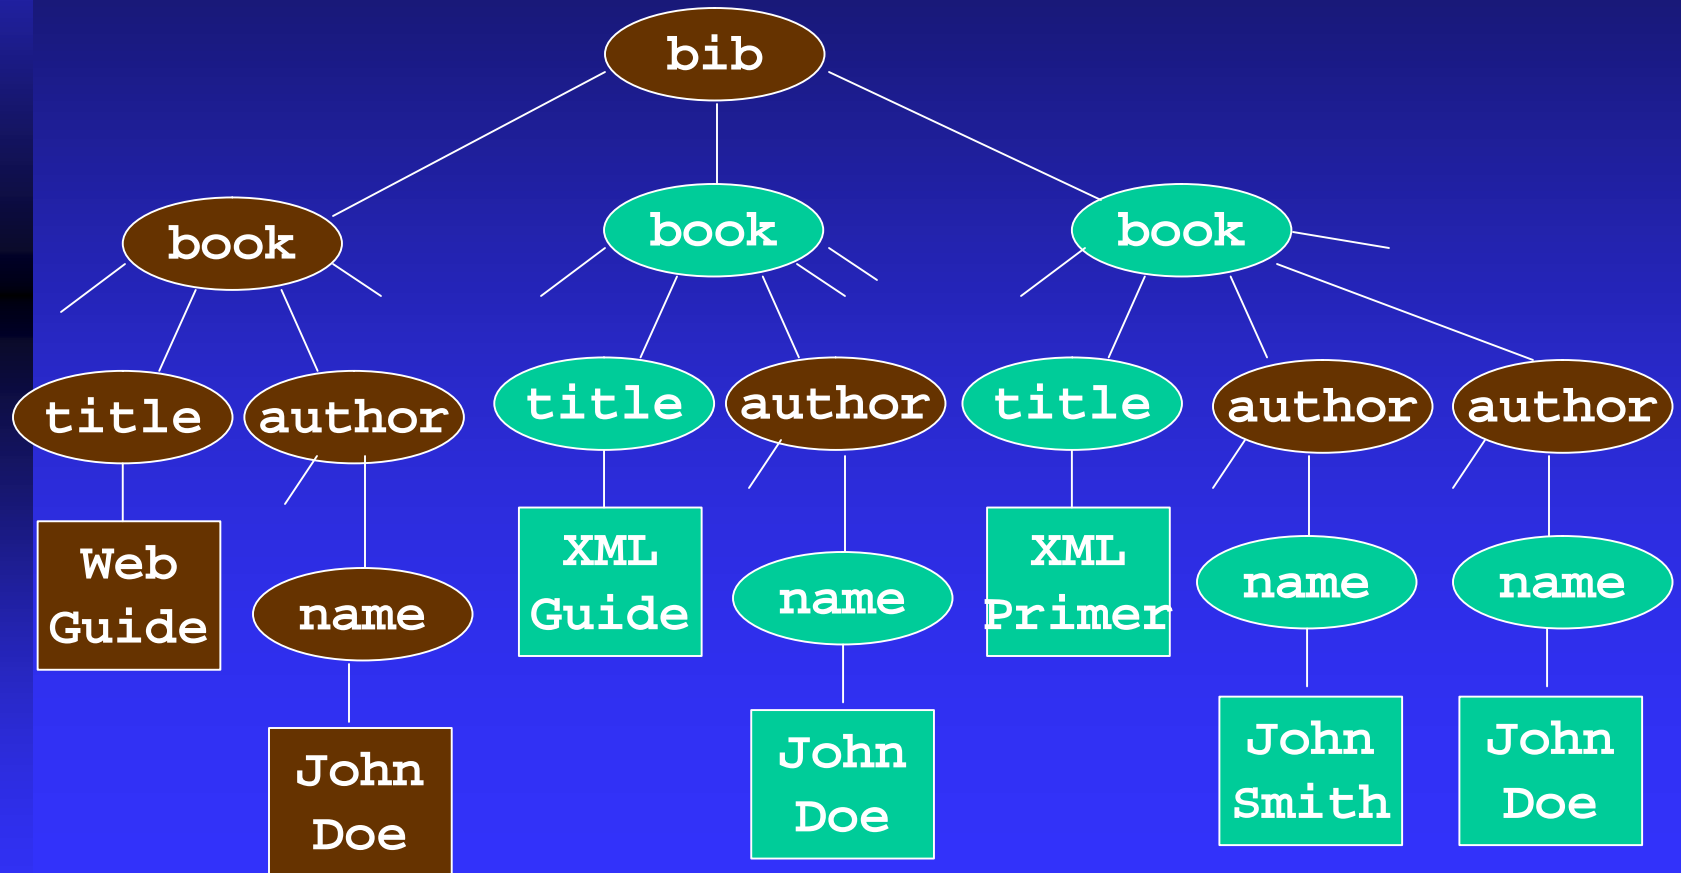 bib
book
book
book
title
author
title
author
title
author
author
Web
Guide
XML
Guide
XML
Primer
name
name
name
name
John
Doe
John
Doe
John
Smith
John
Doe